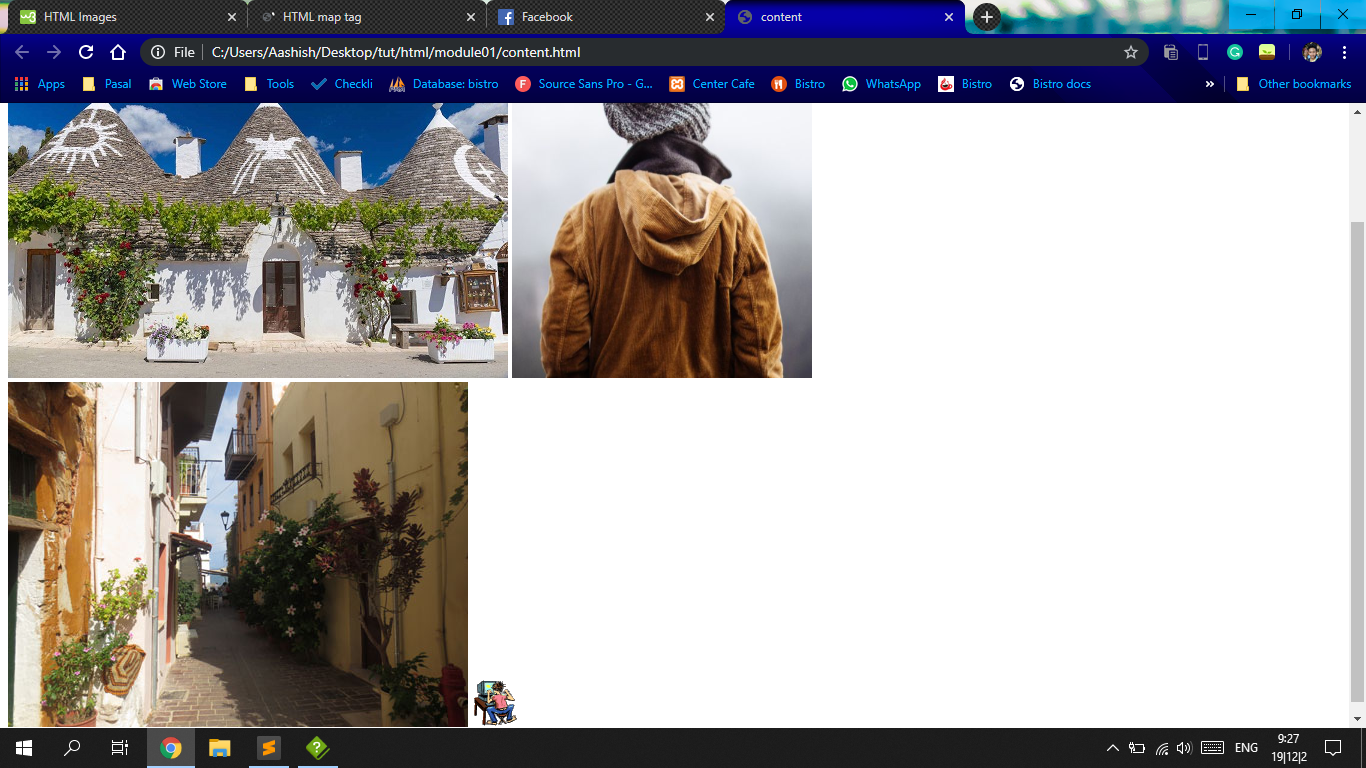 HTML Images
HTML map tag
Facebook
content
File
C:/Users/Aashish/Desktop/tut/html/module01/content.html
Apps
Pasal
Web Store
Tools
Checkli
Database: bistro
Source Sans Pro - G...
Center Cafe
Bistro
WhatsApp
Bistro
Bistro docs
»
Other bookmarks
ENG
9:27
19|12|2